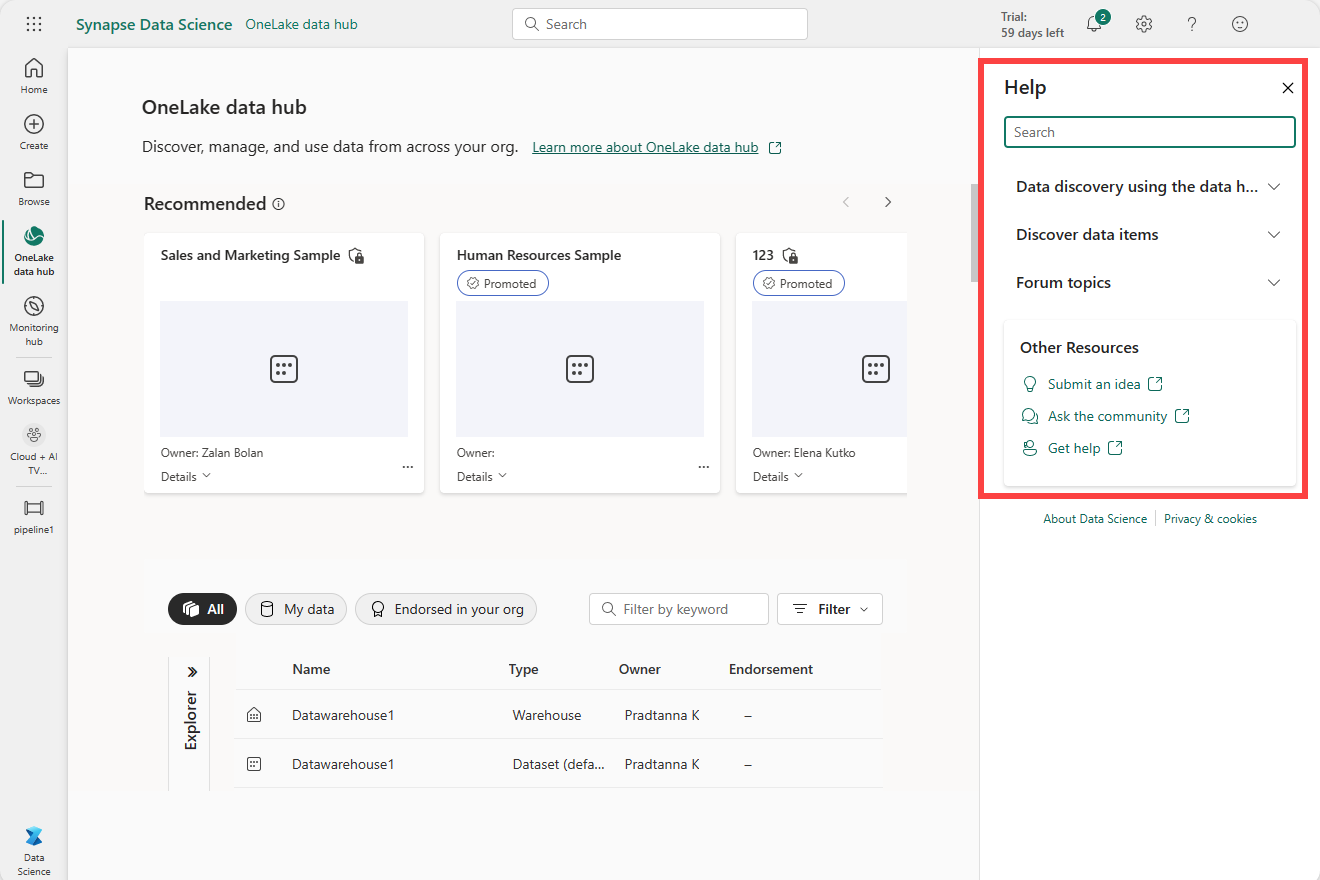 Synapse Data Science
OneLake data hub
Search
Trial:
59 days left
2
Home
Create
Browse
OneLake
data hub
Monitoring
hub
Workspaces
Cloud + AI
TV...
pipeline1
Data
Science
OneLake data hub
Discover, manage, and use data from across your org. Learn more about OneLake data hub
Recommended
Sales and Marketing Sample
Owner: Zalan Bolan
Details
...
Human Resources Sample
Promoted
Owner:
Details
...
123
Promoted
Owner: Elena Kutko
Details
All
My data
Endorsed in your org
Filter by keyword
Filter
Explorer
Name Type Owner Endorsement
Datawarehouse1 Warehouse Pradtanna K –
Datawarehouse1 Dataset (defa... Pradtanna K –
Help
Search
Data discovery using the data h...
Discover data items
Forum topics
Other Resources
Submit an idea
Ask the community
Get help
About Data Science Privacy & cookies